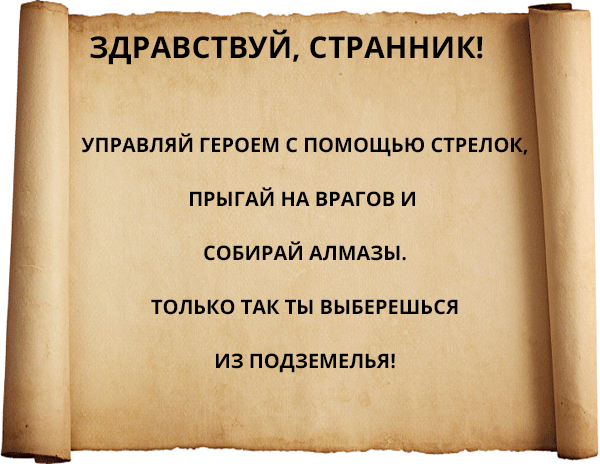 ЗДРАВСТВУЙ, СТРАННИК!
УПРАВЛЯЙ ГЕРОЕМ С ПОМОЩЬЮ СТРЕЛОК,
ПРЫГАЙ НА ВРАГОВ И
СОБИРАЙ АЛМАЗЫ.
ТОЛЬКО ТАК ТЫ ВЫБЕРЕШЬСЯ
ИЗ ПОДЗЕМЕЛЬЯ!